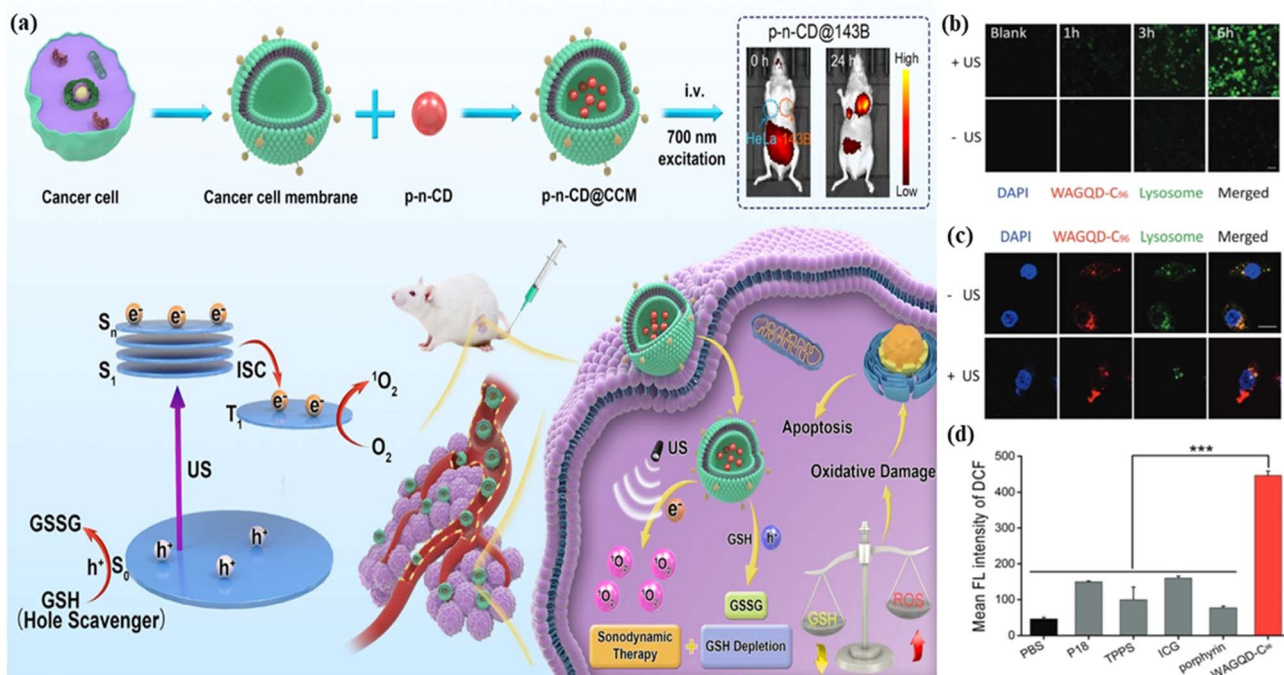 (a)
Cancer cell
Cancer cell membrane
p-n-CD
p-n-CD@CCM
i.v.
700 nm
excitation
p-n-CD@143B
0 h
24 h
HeLa
143B
High
Low
Sₙ
e⁻ e⁻ e⁻
S₁
ISC
e⁻ e⁻
T₁
¹O₂
O₂
US
GSSG
h⁺
S₀
h⁺ h⁺ h⁺
GSH
(Hole Scavenger)
US
e⁻
¹O₂ ¹O₂
¹O₂ ¹O₂
GSH
h⁺
GSSG
Apoptosis
Oxidative Damage
GSH
ROS
Sonodynamic
Therapy
+
GSH Depletion
(b)
Blank 1h 3h 6h
+ US
- US
DAPI WAGQD-C₉₆ Lysosome Merged
(c)
DAPI WAGQD-C₉₆ Lysosome Merged
- US
+ US
(d)
***
Mean FL intensity of DCF
500
400
300
200
100
0
PBS P18 TPPS ICG porphyrin WAGQD-C₉₆